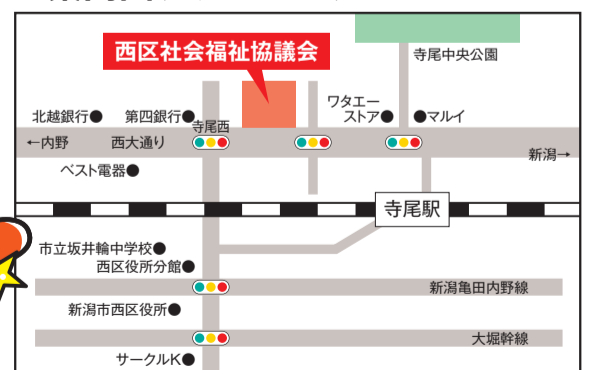 西区社会福祉協議会
寺尾中央公園
ワタエー
ストア●
●マルイ
北越銀行●
第四銀行●
寺尾西
←内野
西大通り
新潟→
ベスト電器●
寺尾駅
市立坂井輪中学校●
西区役所分館●
新潟亀田内野線
新潟市西区役所●
大堀幹線
サークルK●